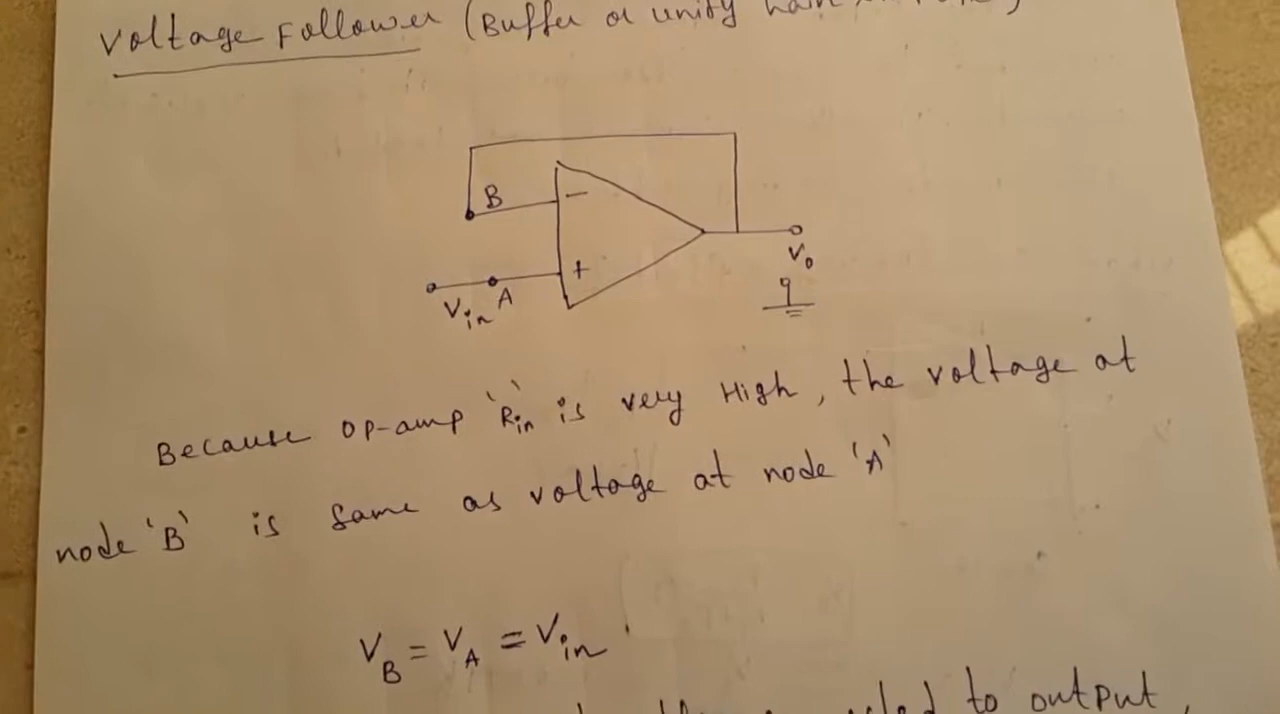 Voltage Follower (Buffer or unity
B
−
+
Vin A
Vo
Because op-amp 'Rin' is very High, the voltage at
node 'B' is same as voltage at node 'A'
VB = VA = Vin
to output,